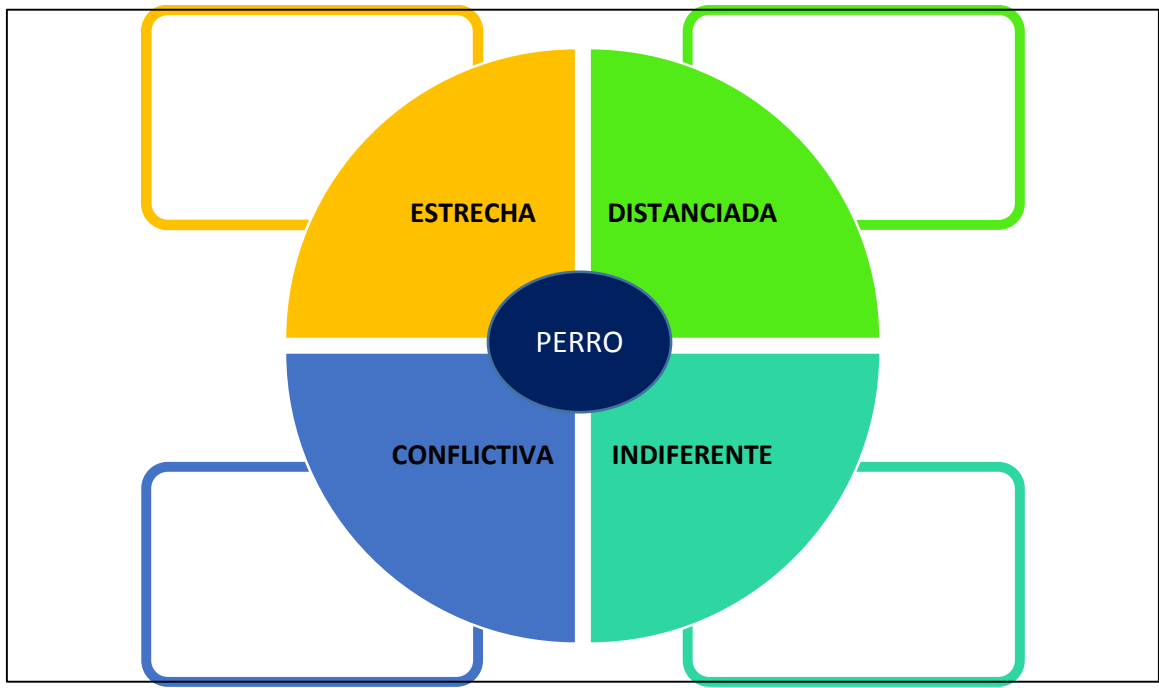 ESTRECHA
DISTANCIADA
PERRO
CONFLICTIVA
INDIFERENTE